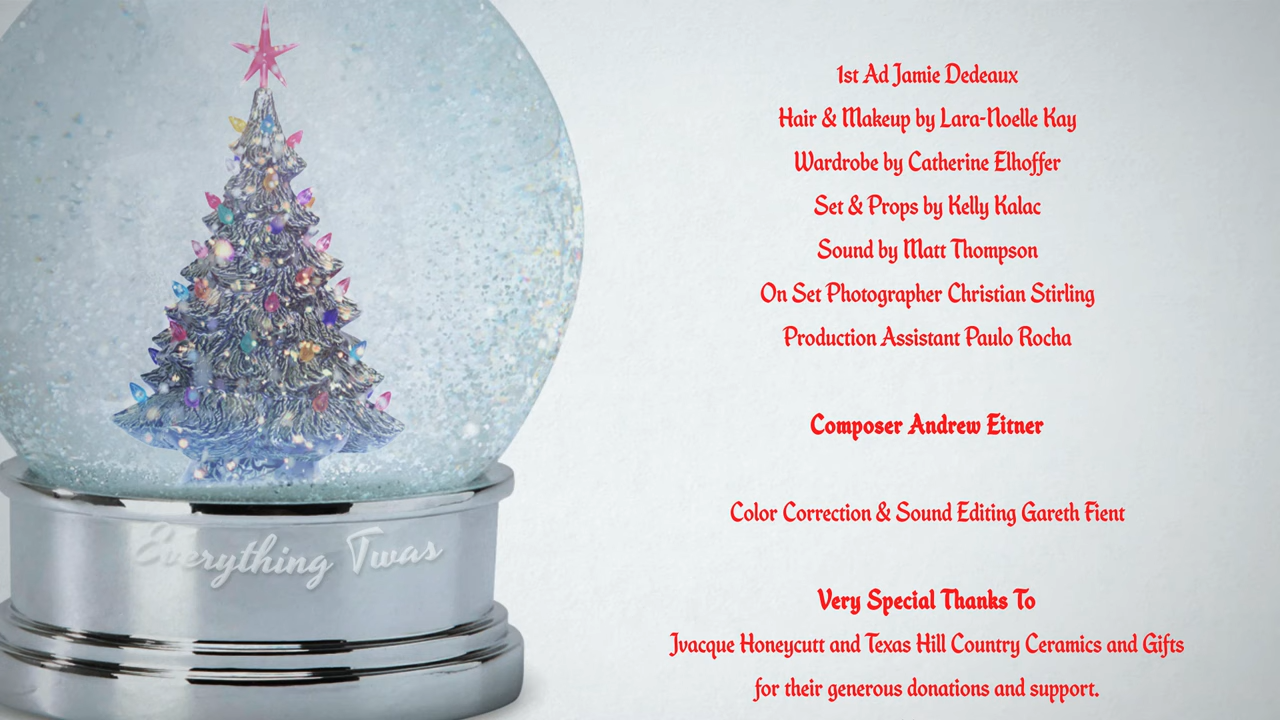 Everything Twas
1st Ad Jamie Dedeaux
Hair & Makeup by Lara-Noelle Kay
Wardrobe by Catherine Elhoffer
Set & Props by Kelly Kalac
Sound by Matt Thompson
On Set Photographer Christian Stirling
Production Assistant Paulo Rocha
Composer Andrew Eitner
Color Correction & Sound Editing Gareth Fient
Very Special Thanks To
Jvacque Honeycutt and Texas Hill Country Ceramics and Gifts
for their generous donations and support.